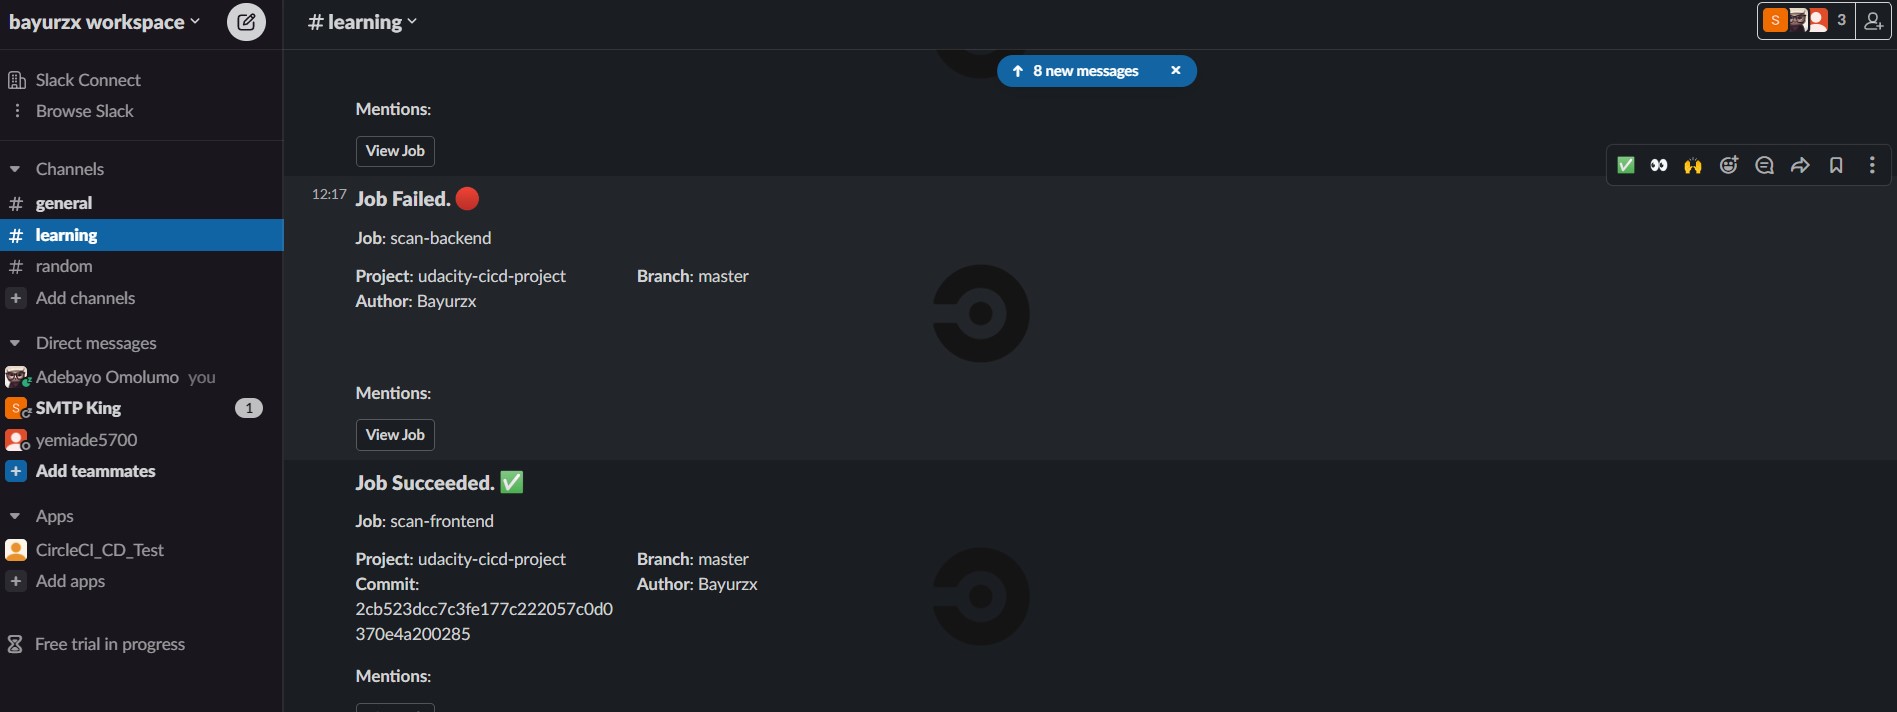 bayurzx workspace
# learning
S
3
Slack Connect
Browse Slack
Channels
# general
# learning
# random
+ Add channels
Direct messages
Adebayo Omolumo you
S SMTP King 1
yemiade5700
+ Add teammates
Apps
CircleCI_CD_Test
+ Add apps
Free trial in progress
8 new messages
Mentions:
View Job
12:17 Job Failed.
Job: scan-backend
Project: udacity-cicd-project Branch: master
Author: Bayurzx
Mentions:
View Job
Job Succeeded.
Job: scan-frontend
Project: udacity-cicd-project Branch: master
Commit: Author: Bayurzx
2cb523dcc7c3fe177c222057c0d0
370e4a200285
Mentions: